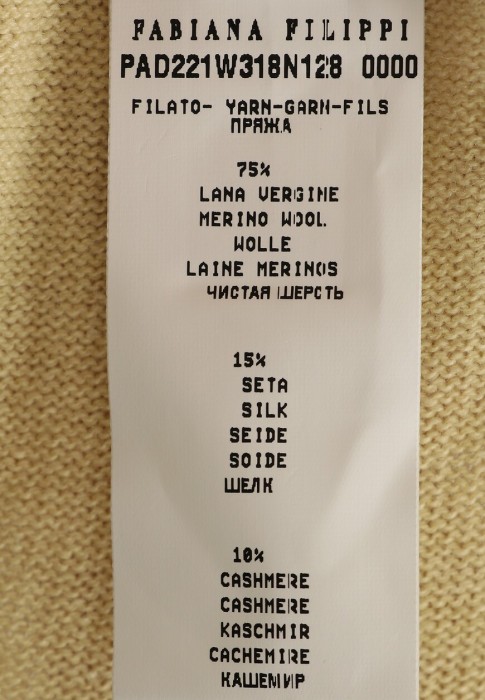 FABIANA FILIPPI
PAD221W318N128 0000
FILATO- YARN-GARN-FILS
ПРЯЖА
75%
LANA VERGINE
MERINO WOOL
WOLLE
LAINE MERINOS
ЧИСТАЯ ШЕРСТЬ
15%
SETA
SILK
SEIDE
SOIDE
ШЕЛК
10%
CASHMERE
CASHMERE
KASCHMIR
CACHEMIRE
КАШЕМИР